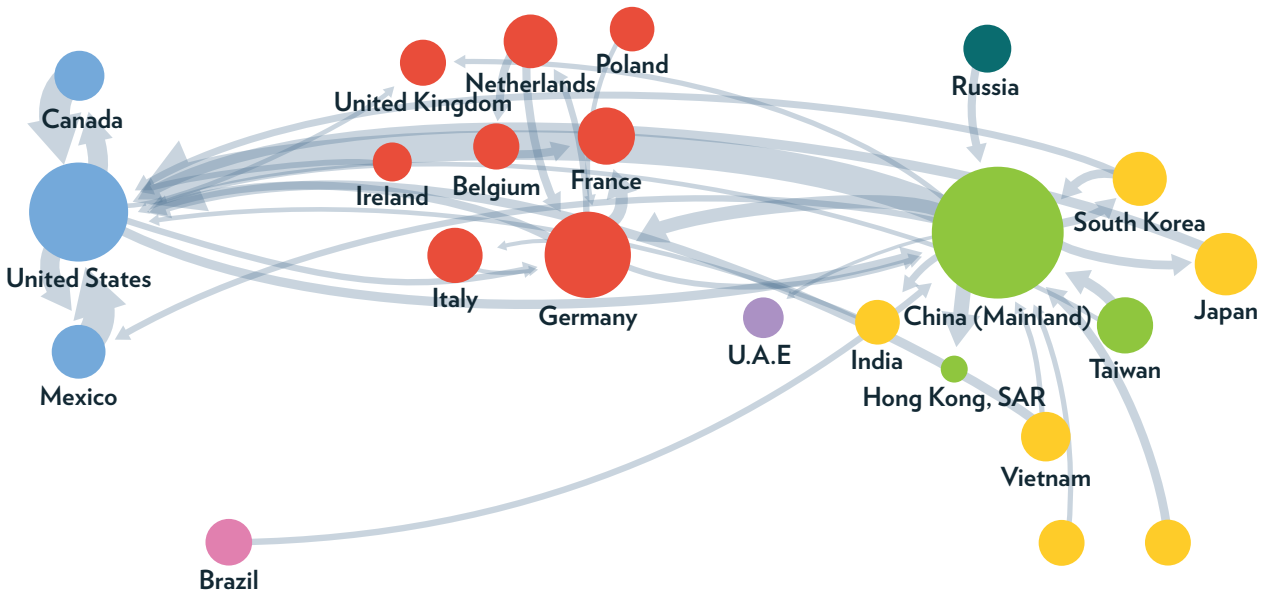 Poland
Netherlands
Russia
United Kingdom
Canada
France
Belgium
Ireland
South Korea
United States
Italy
Germany
China (Mainland)
Japan
U.A.E
India
Taiwan
Mexico
Hong Kong, SAR
Vietnam
Brazil